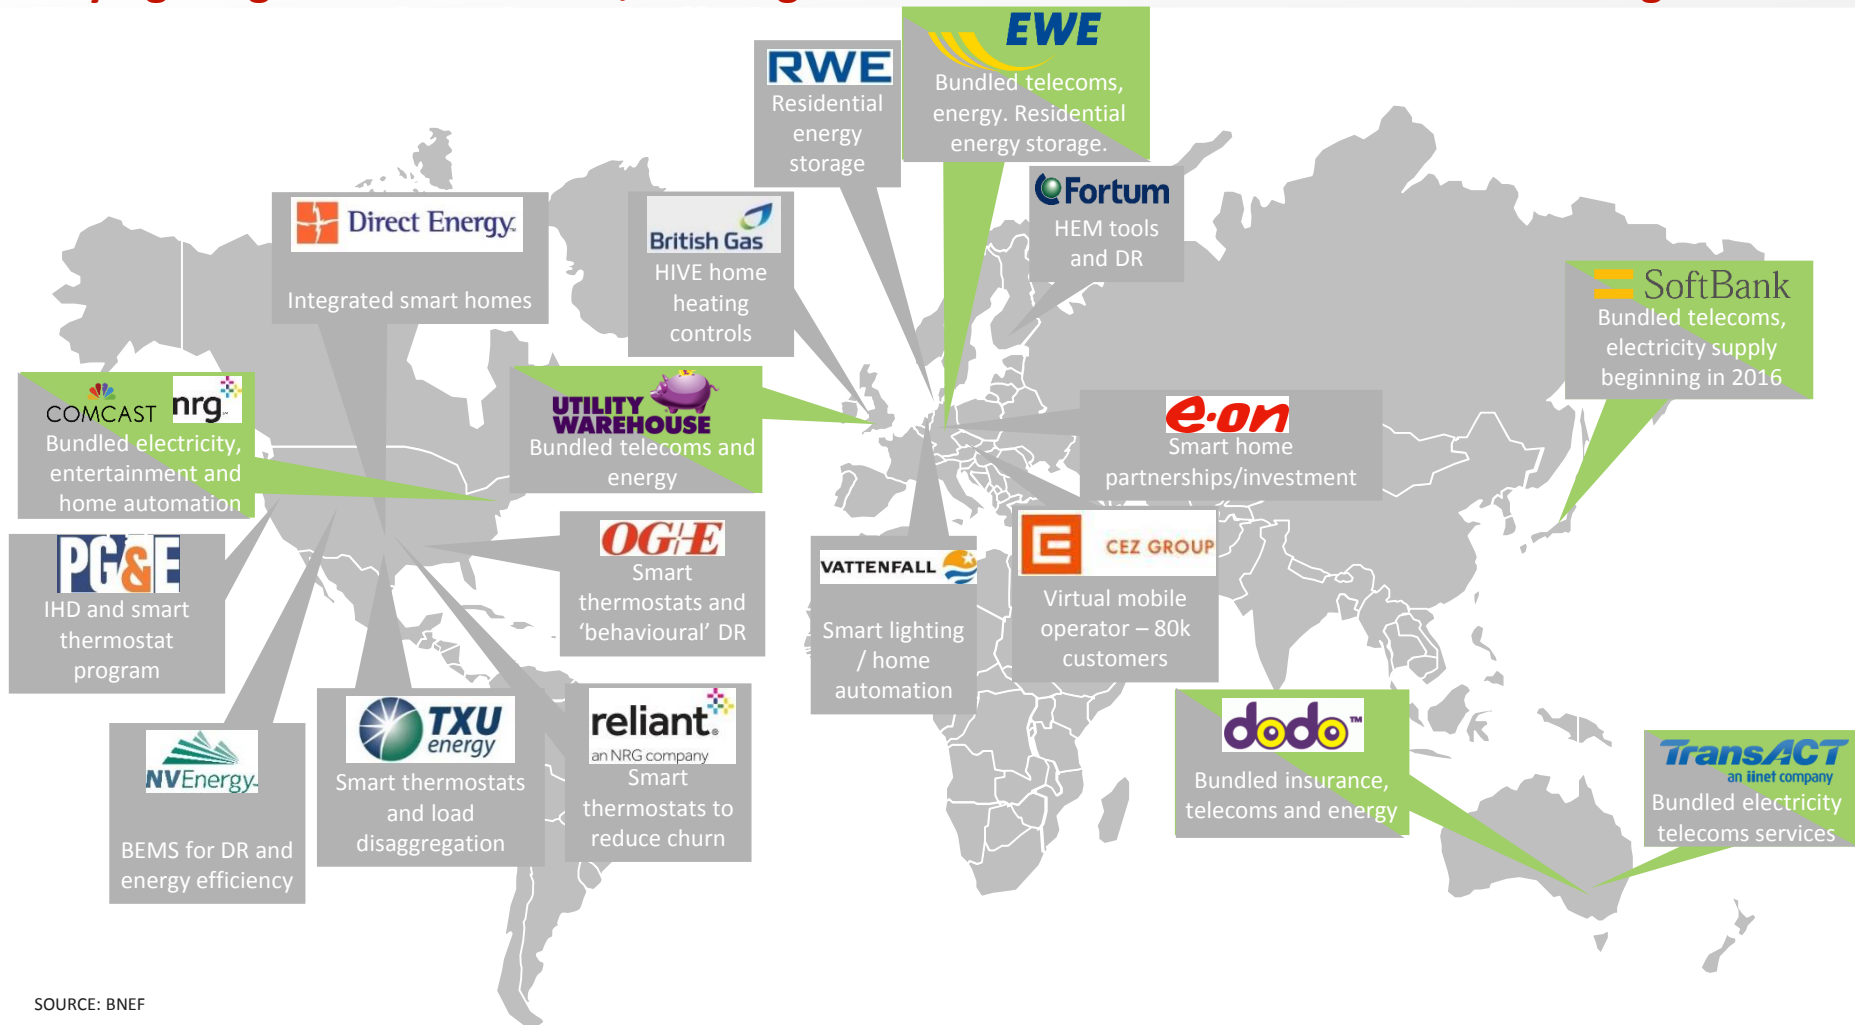 EWE
Bundled telecoms,
energy. Residential
energy storage.
RWE
Residential
energy
storage
Fortum
HEM tools
and DR
Direct Energy
Integrated smart homes
British Gas
HIVE home
heating
controls
SoftBank
Bundled telecoms,
electricity supply
beginning in 2016
COMCAST nrg
Bundled electricity,
entertainment and
home automation
UTILITY
WAREHOUSE
Bundled telecoms and
energy
e·on
Smart home
partnerships/investment
PG&E
IHD and smart
thermostat
program
OG+E
Smart
thermostats and
‘behavioural’ DR
VATTENFALL
Smart lighting
/ home
automation
CEZ GROUP
Virtual mobile
operator – 80k
customers
NVEnergy
BEMS for DR and
energy efficiency
TXU
energy
Smart thermostats
and load
disaggregation
reliant
an NRG company
Smart
thermostats to
reduce churn
dodo™
Bundled insurance,
telecoms and energy
TransACT
an iinet company
Bundled electricity
telecoms services
SOURCE: BNEF